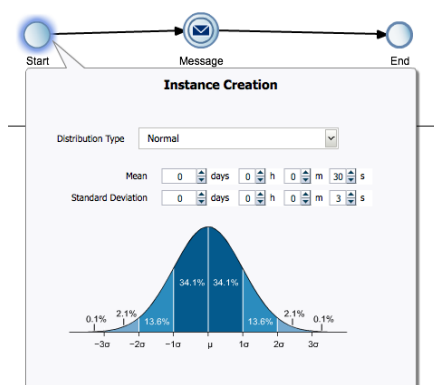 Start Message End
Instance Creation
Distribution Type Normal
Mean 0 days 0 h 0 m 30 s
Standard Deviation 0 days 0 h 0 m 3 s
34.1% 34.1%
0.1% 2.1% 13.6% 13.6% 2.1% 0.1%
−3σ −2σ −1σ μ 1σ 2σ 3σ